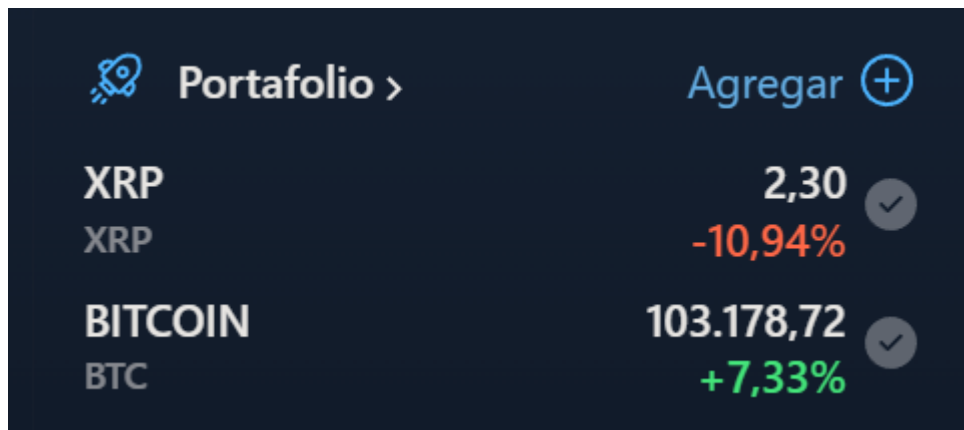 Portafolio > Agregar
XRP 2,30
XRP -10,94%
BITCOIN 103.178,72
BTC +7,33%